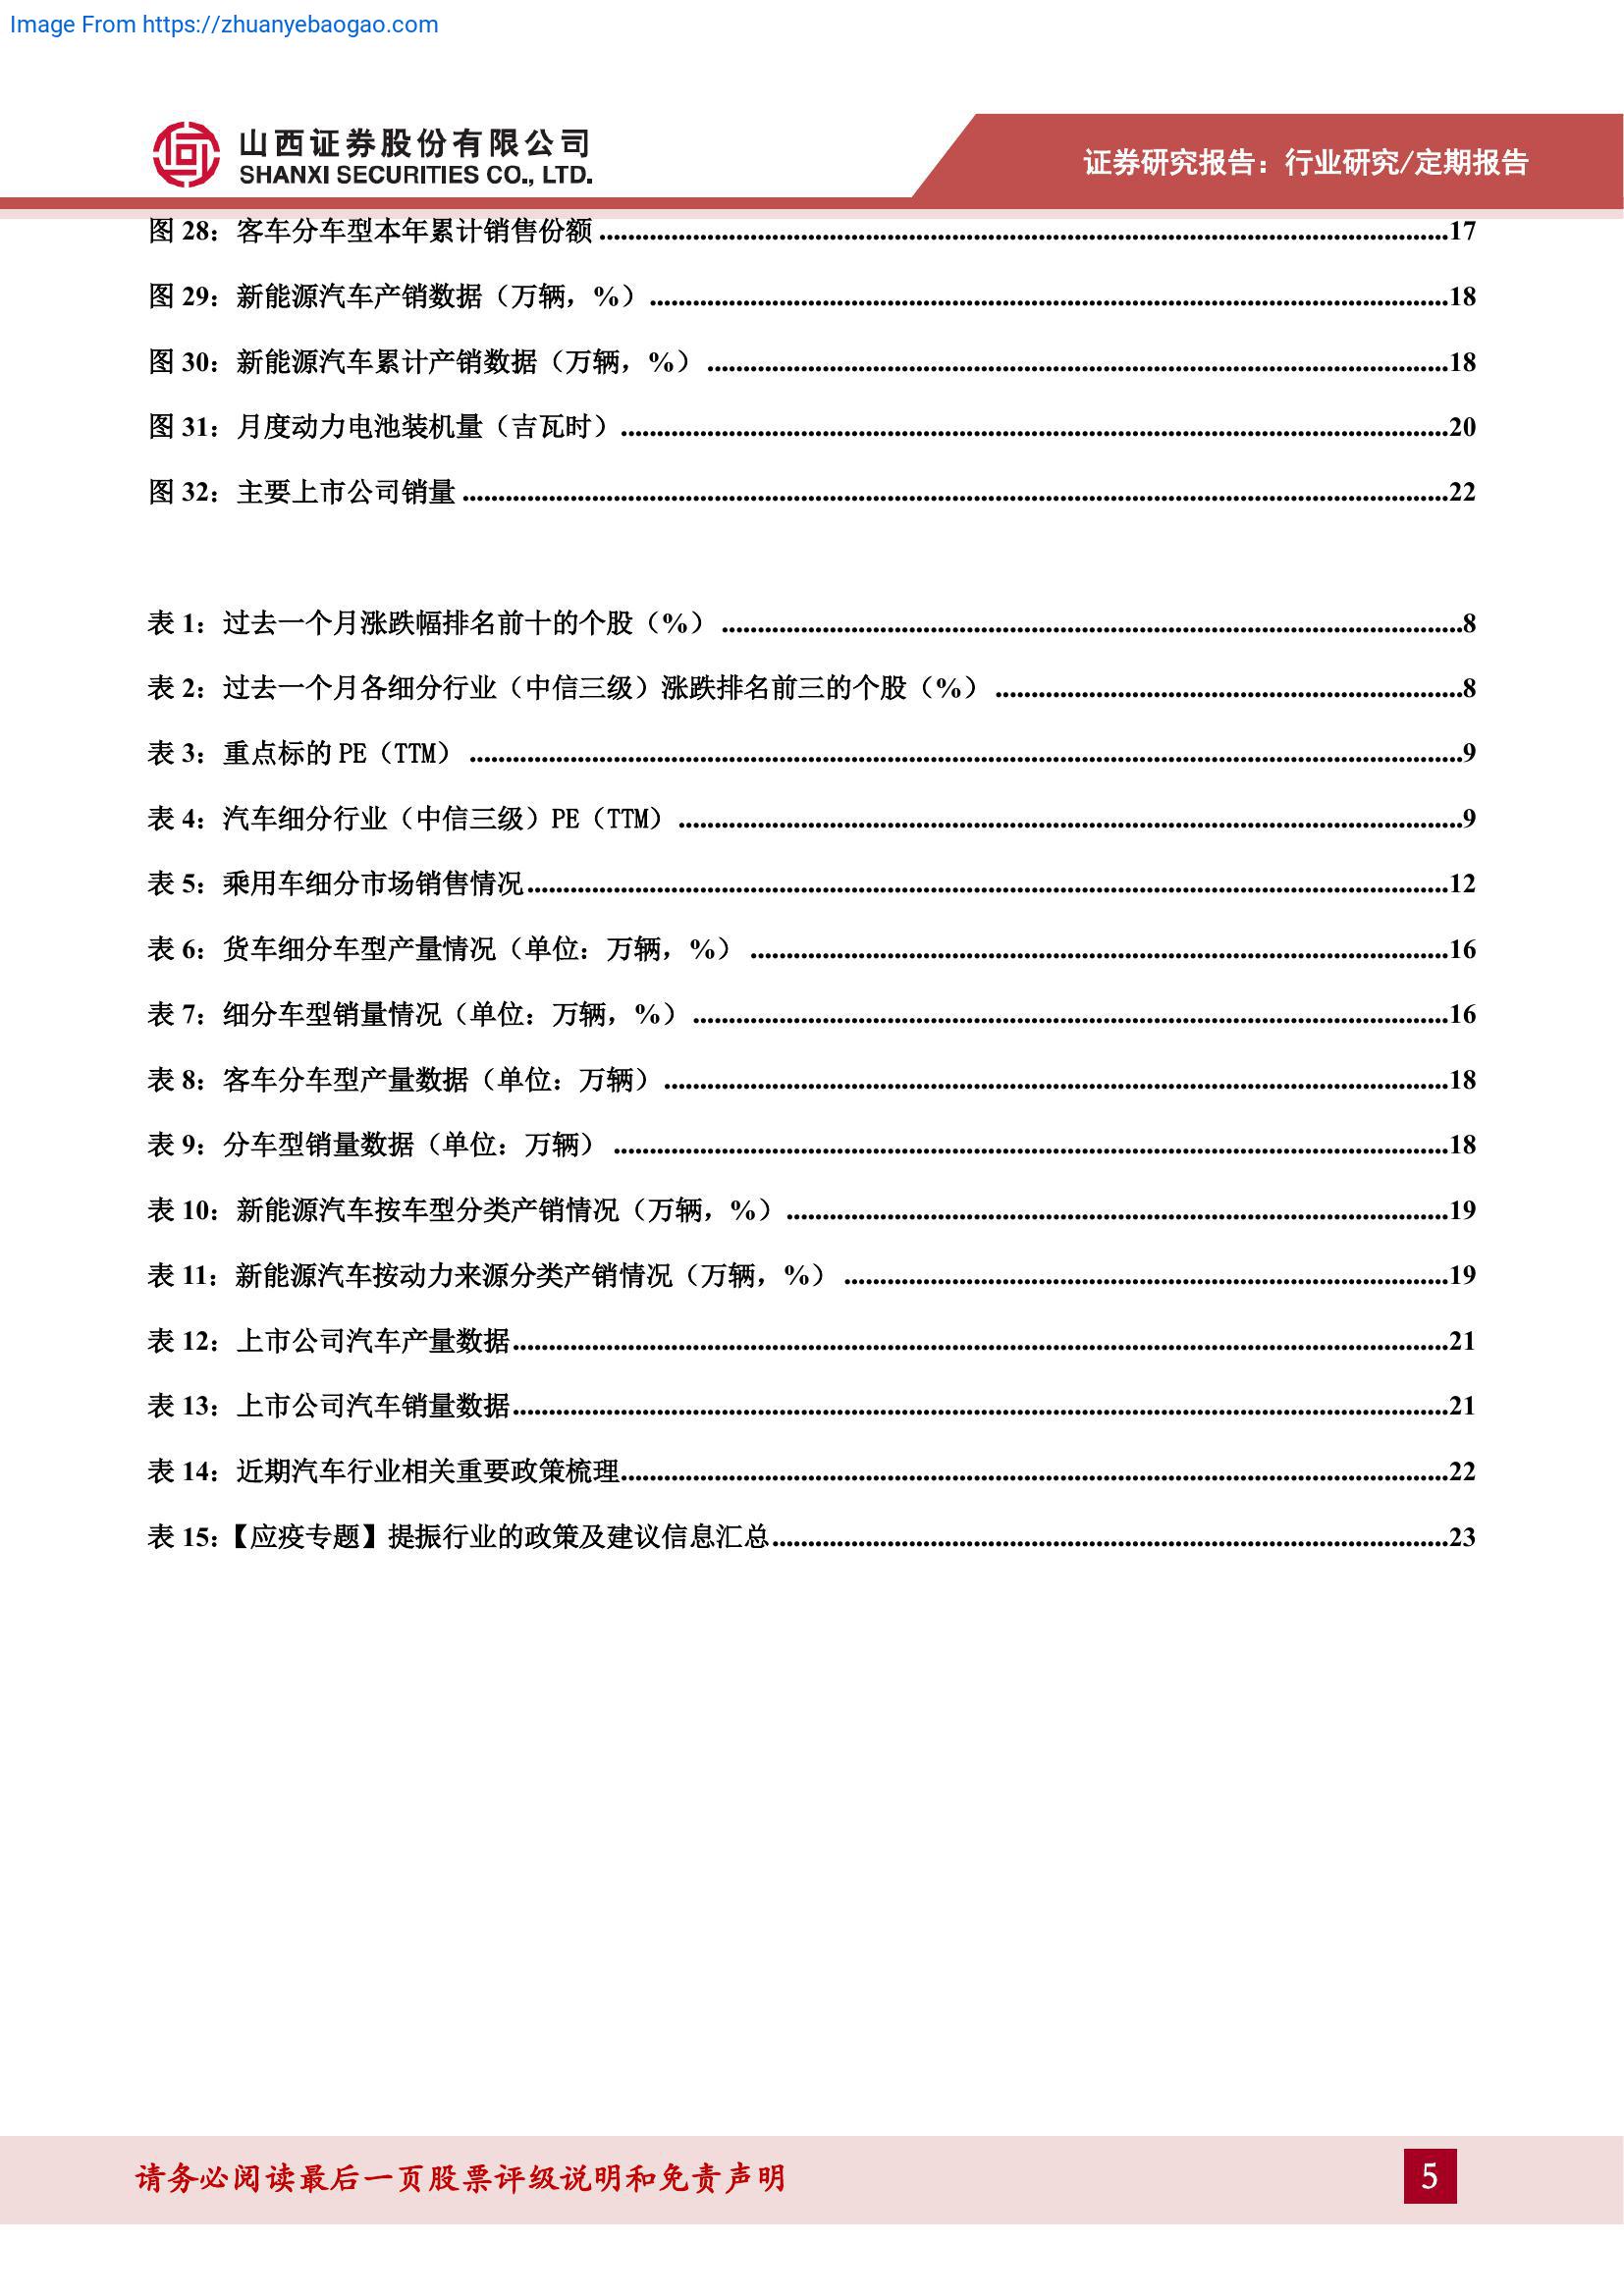 Image From https://zhuanyebaogao.com
山西证券股份有限公司
SHANXI SECURITIES CO., LTD.
证券研究报告：行业研究/定期报告
图 28：客车分车型本年累计销售份额 ........ 17
图 29：新能源汽车产销数据（万辆，%） ........ 18
图 30：新能源汽车累计产销数据（万辆，%） ........ 18
图 31：月度动力电池装机量（吉瓦时） ........ 20
图 32：主要上市公司销量 ........ 22
表 1：过去一个月涨跌幅排名前十的个股（%） ........ 8
表 2：过去一个月各细分行业（中信三级）涨跌排名前三的个股（%） ........ 8
表 3：重点标的 PE（TTM） ........ 9
表 4：汽车细分行业（中信三级）PE（TTM） ........ 9
表 5：乘用车细分市场销售情况 ........ 12
表 6：货车细分车型产量情况（单位：万辆，%） ........ 16
表 7：细分车型销量情况（单位：万辆，%） ........ 16
表 8：客车分车型产量数据（单位：万辆） ........ 18
表 9：分车型销量数据（单位：万辆） ........ 18
表 10：新能源汽车按车型分类产销情况（万辆，%） ........ 19
表 11：新能源汽车按动力来源分类产销情况（万辆，%） ........ 19
表 12：上市公司汽车产量数据 ........ 21
表 13：上市公司汽车销量数据 ........ 21
表 14：近期汽车行业相关重要政策梳理 ........ 22
表 15：【应疫专题】提振行业的政策及建议信息汇总 ........ 23
请务必阅读最后一页股票评级说明和免责声明
5